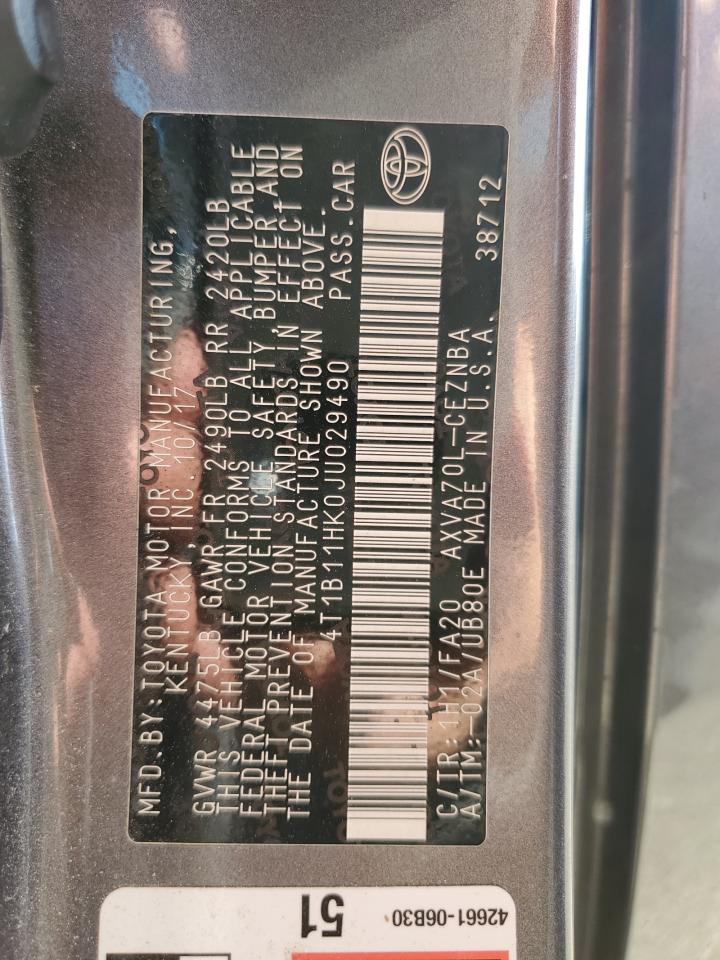 MFD.BY:TOYOTA MOTOR MANUFACTURING,
KENTUCKY, INC. 10/17
GVWR 4475LB GAWR FR 2490LB RR 2420LB
THIS VEHICLE CONFORMS TO ALL APPLICABLE
FEDERAL MOTOR VEHICLE SAFETY, BUMPER, AND
THEFT PREVENTION STANDARDS IN EFFECT ON
THE DATE OF MANUFACTURE SHOWN ABOVE.
4T1B11HK0JU029490 PASS.CAR
C/TR: 1H1/FA20 AXVA70L-CEZNBA
A/TM:-02A/UB80E MADE IN U.S.A. 38712
51
42661-06B30